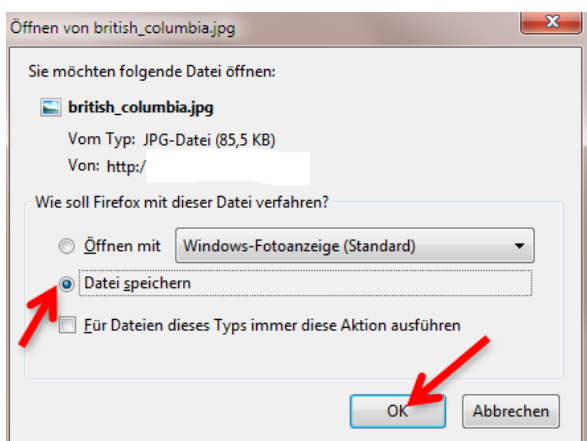 Öffnen von british_columbia.jpg
Sie möchten folgende Datei öffnen:
british_columbia.jpg
Vom Typ: JPG-Datei (85,5 KB)
Von: http:/
Wie soll Firefox mit dieser Datei verfahren?
Öffnen mit Windows-Fotoanzeige (Standard)
Datei speichern
Für Dateien dieses Typs immer diese Aktion ausführen
OK Abbrechen